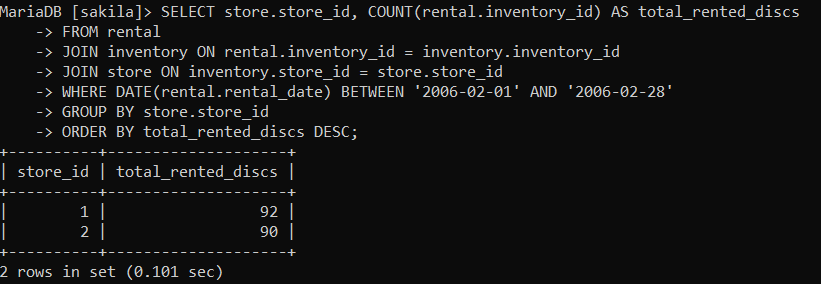 MariaDB [sakila]> SELECT store.store_id, COUNT(rental.inventory_id) AS total_rented_discs
    -> FROM rental
    -> JOIN inventory ON rental.inventory_id = inventory.inventory_id
    -> JOIN store ON inventory.store_id = store.store_id
    -> WHERE DATE(rental.rental_date) BETWEEN '2006-02-01' AND '2006-02-28'
    -> GROUP BY store.store_id
    -> ORDER BY total_rented_discs DESC;
+----------+--------------------+
| store_id | total_rented_discs |
+----------+--------------------+
|        1 |                 92 |
|        2 |                 90 |
+----------+--------------------+
2 rows in set (0.101 sec)